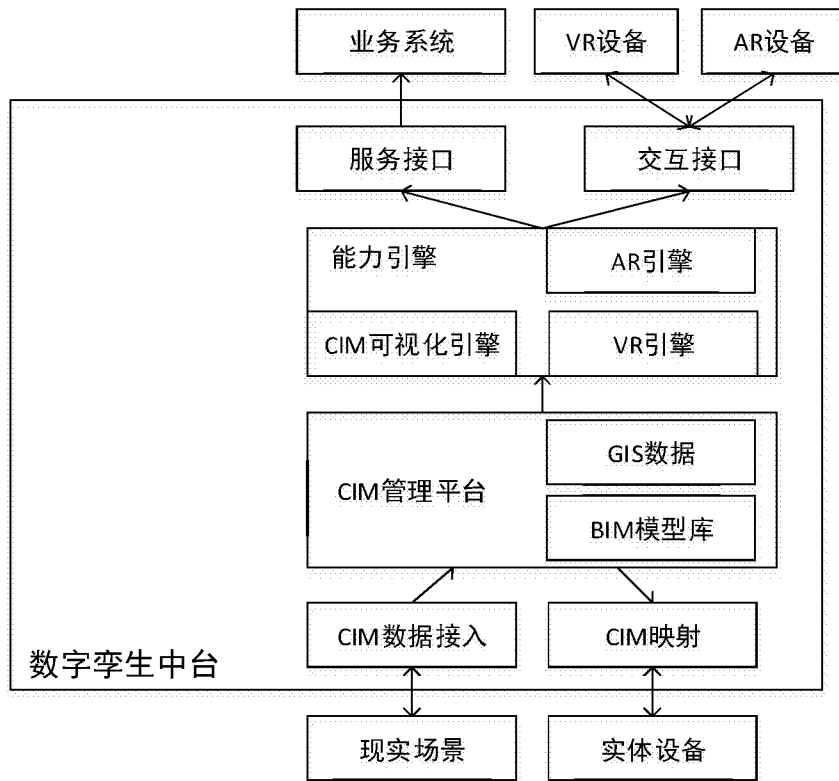 业务系统
VR设备
AR设备
服务接口
交互接口
能力引擎
AR引擎
CIM可视化引擎
VR引擎
GIS数据
CIM管理平台
BIM模型库
CIM数据接入
CIM映射
数字孪生中台
现实场景
实体设备